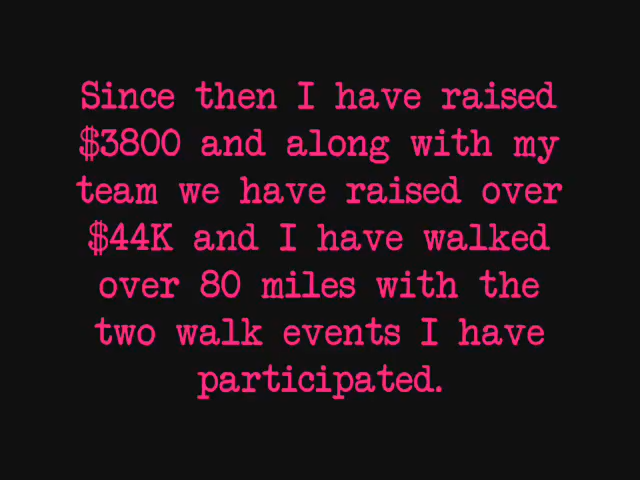 Since then I have raised
$3800 and along with my
team we have raised over
$44K and I have walked
over 80 miles with the
two walk events I have
participated.